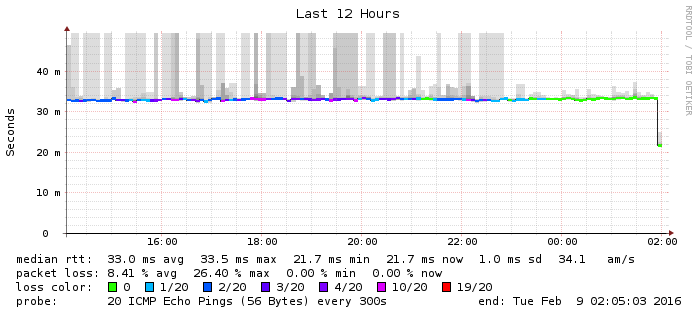 Last 12 Hours
RRDTOOL / TOBI OETIKER
Seconds
40 m
30 m
20 m
10 m
0
16:00 18:00 20:00 22:00 00:00 02:00
median rtt: 33.0 ms avg 33.5 ms max 21.7 ms min 21.7 ms now 1.0 ms sd 34.1 am/s
packet loss: 8.41 % avg 26.40 % max 0.00 % min 0.00 % now
loss color: 0 1/20 2/20 3/20 4/20 10/20 19/20
probe: 20 ICMP Echo Pings (56 Bytes) every 300s end: Tue Feb 9 02:05:03 2016